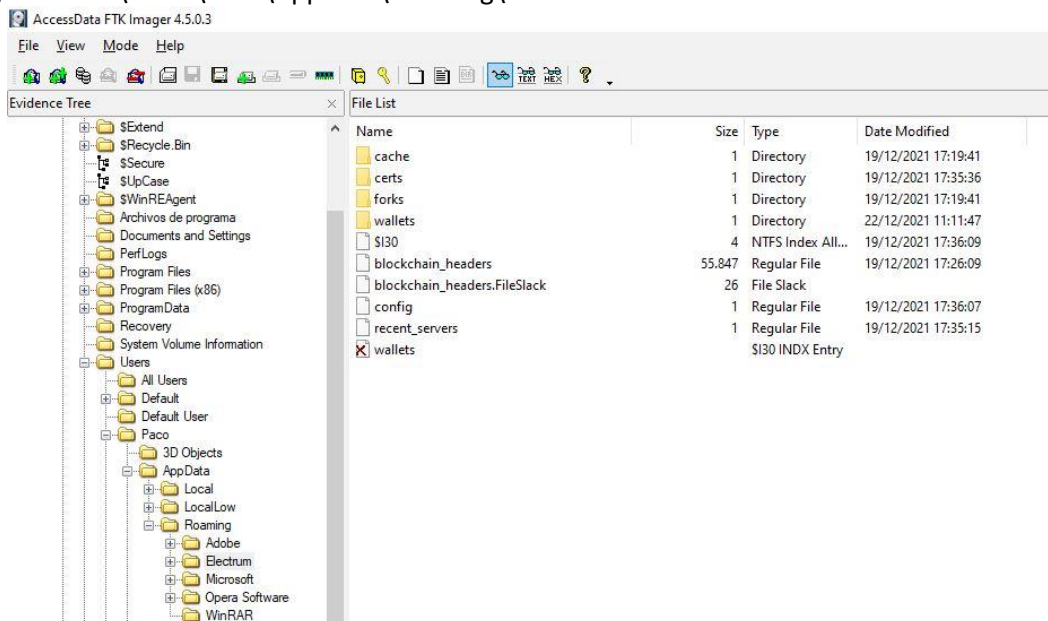 AccessData FTK Imager 4.5.0.3
File View Mode Help
Evidence Tree
$Extend
$Recycle.Bin
$Secure
$UpCase
$WinREAgent
Archivos de programa
Documents and Settings
PerfLogs
Program Files
Program Files (x86)
ProgramData
Recovery
System Volume Information
Users
All Users
Default
Default User
Paco
3D Objects
AppData
Local
LocalLow
Roaming
Adobe
Electrum
Microsoft
Opera Software
WinRAR
File List
Name Size Type Date Modified
cache 1 Directory 19/12/2021 17:19:41
certs 1 Directory 19/12/2021 17:35:36
forks 1 Directory 19/12/2021 17:19:41
wallets 1 Directory 22/12/2021 11:11:47
$I30 4 NTFS Index All... 19/12/2021 17:36:09
blockchain_headers 55.847 Regular File 19/12/2021 17:26:09
blockchain_headers.FileSlack 26 File Slack
config 1 Regular File 19/12/2021 17:36:07
recent_servers 1 Regular File 19/12/2021 17:35:15
wallets $I30 INDX Entry